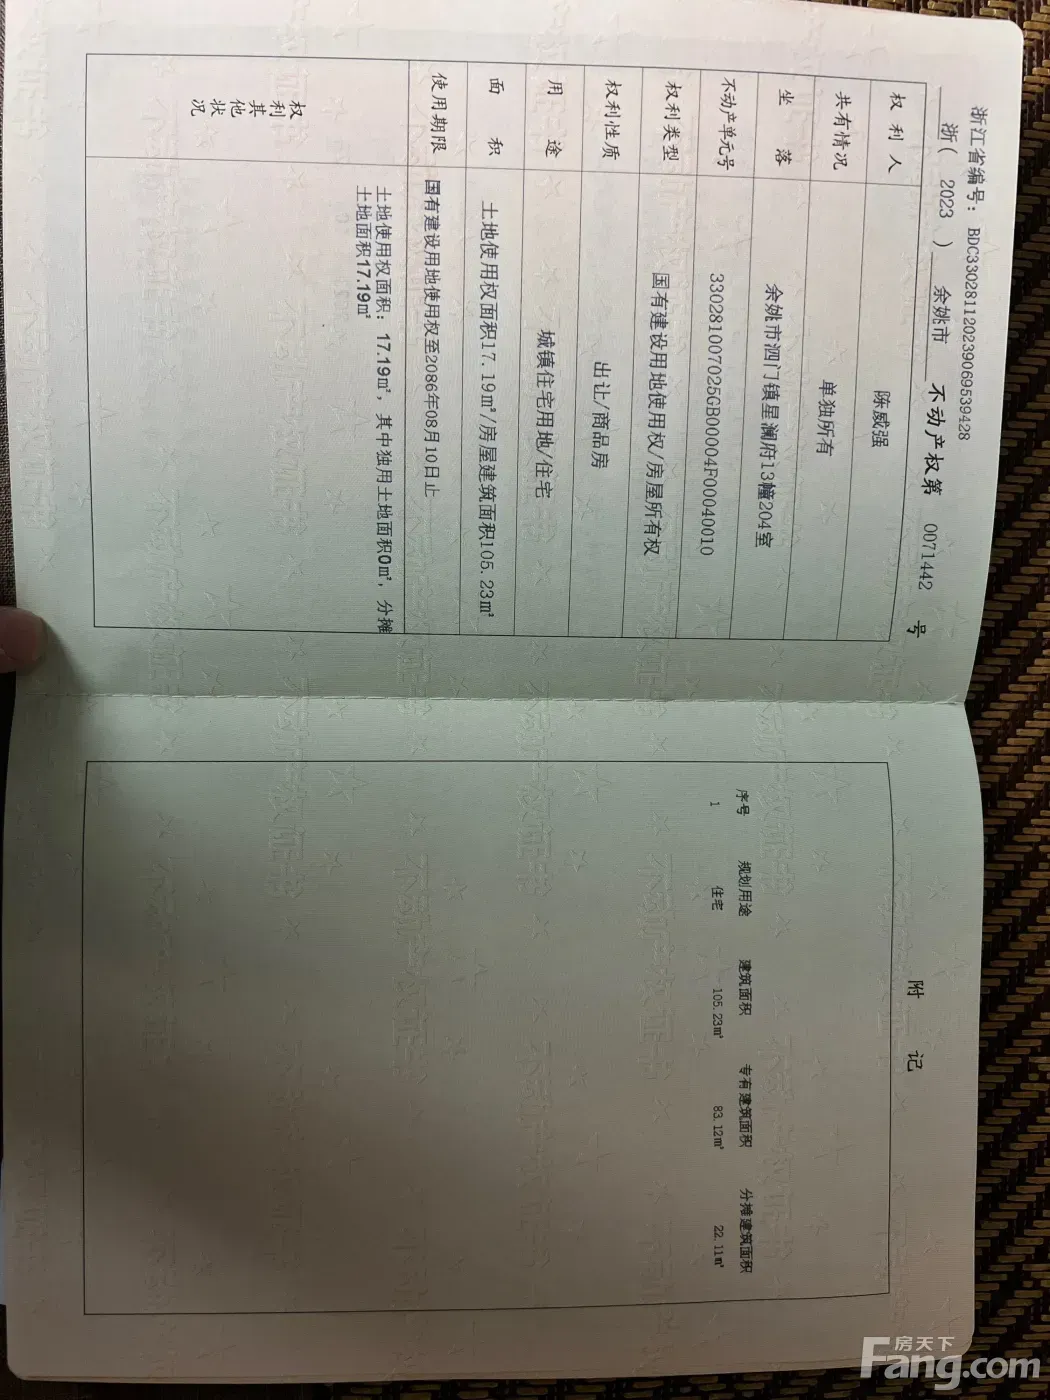 浙江省编号：BDC330281120239069539428
浙（ 2023 ） 余姚市 不动产权第 0071442 号
权利人 陈威强
共有情况 单独所有
坐落 余姚市泗门镇星澜府13幢204室
不动产单元号 330281007025GB00004F00040010
权利类型 国有建设用地使用权/房屋所有权
权利性质 出让/商品房
用途 城镇住宅用地/住宅
面积 土地使用权面积17.19㎡/房屋建筑面积105.23㎡
使用期限 国有建设用地使用权至2086年08月10日止
权利其他状况
土地使用权面积：17.19㎡，其中独用土地面积0㎡，分摊
土地面积17.19㎡
附 记
序号 规划用途 建筑面积 专有建筑面积 分摊建筑面积
1 住宅 105.23㎡ 83.12㎡ 22.11㎡
房天下
Fang.com